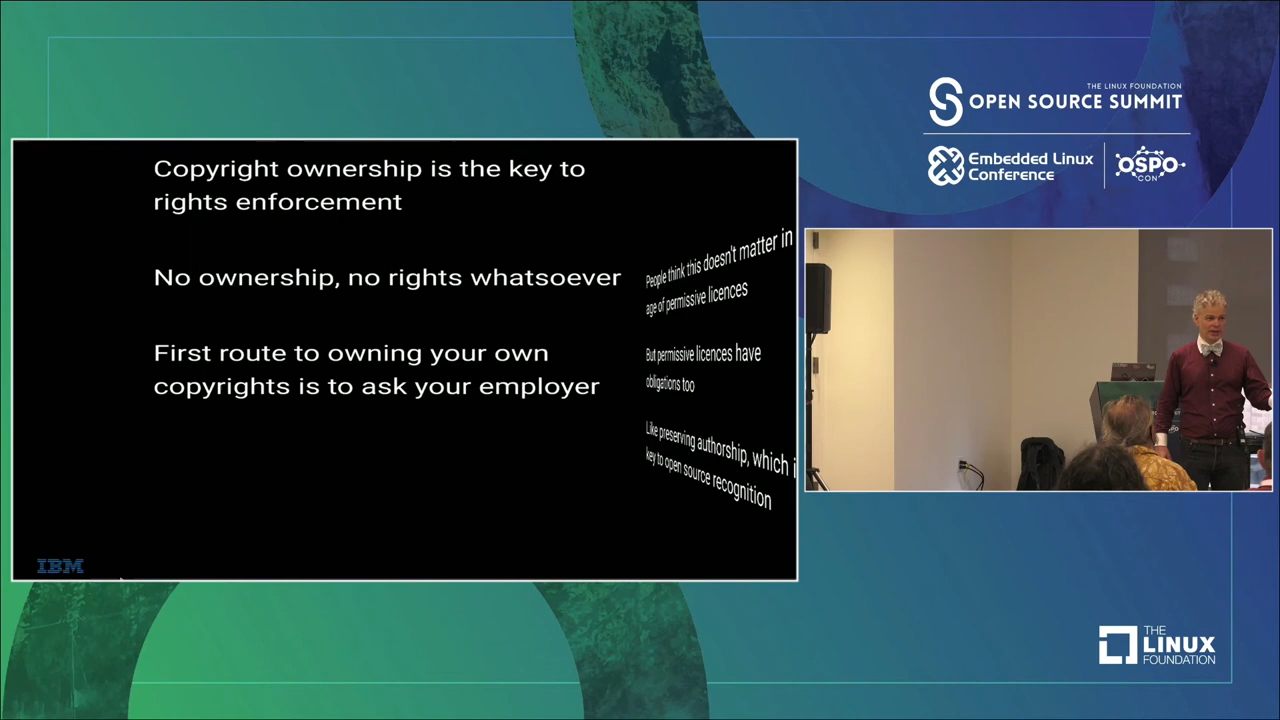 THE LINUX FOUNDATION
OPEN SOURCE SUMMIT
Embedded Linux
Conference
OSPO
CON
Copyright ownership is the key to
rights enforcement
No ownership, no rights whatsoever
First route to owning your own
copyrights is to ask your employer
People think this doesn't matter in
age of permissive licences
But permissive licences have
obligations too
Like preserving authorship, which i
key to open source recognition
IBM
THE
LINUX
FOUNDATION